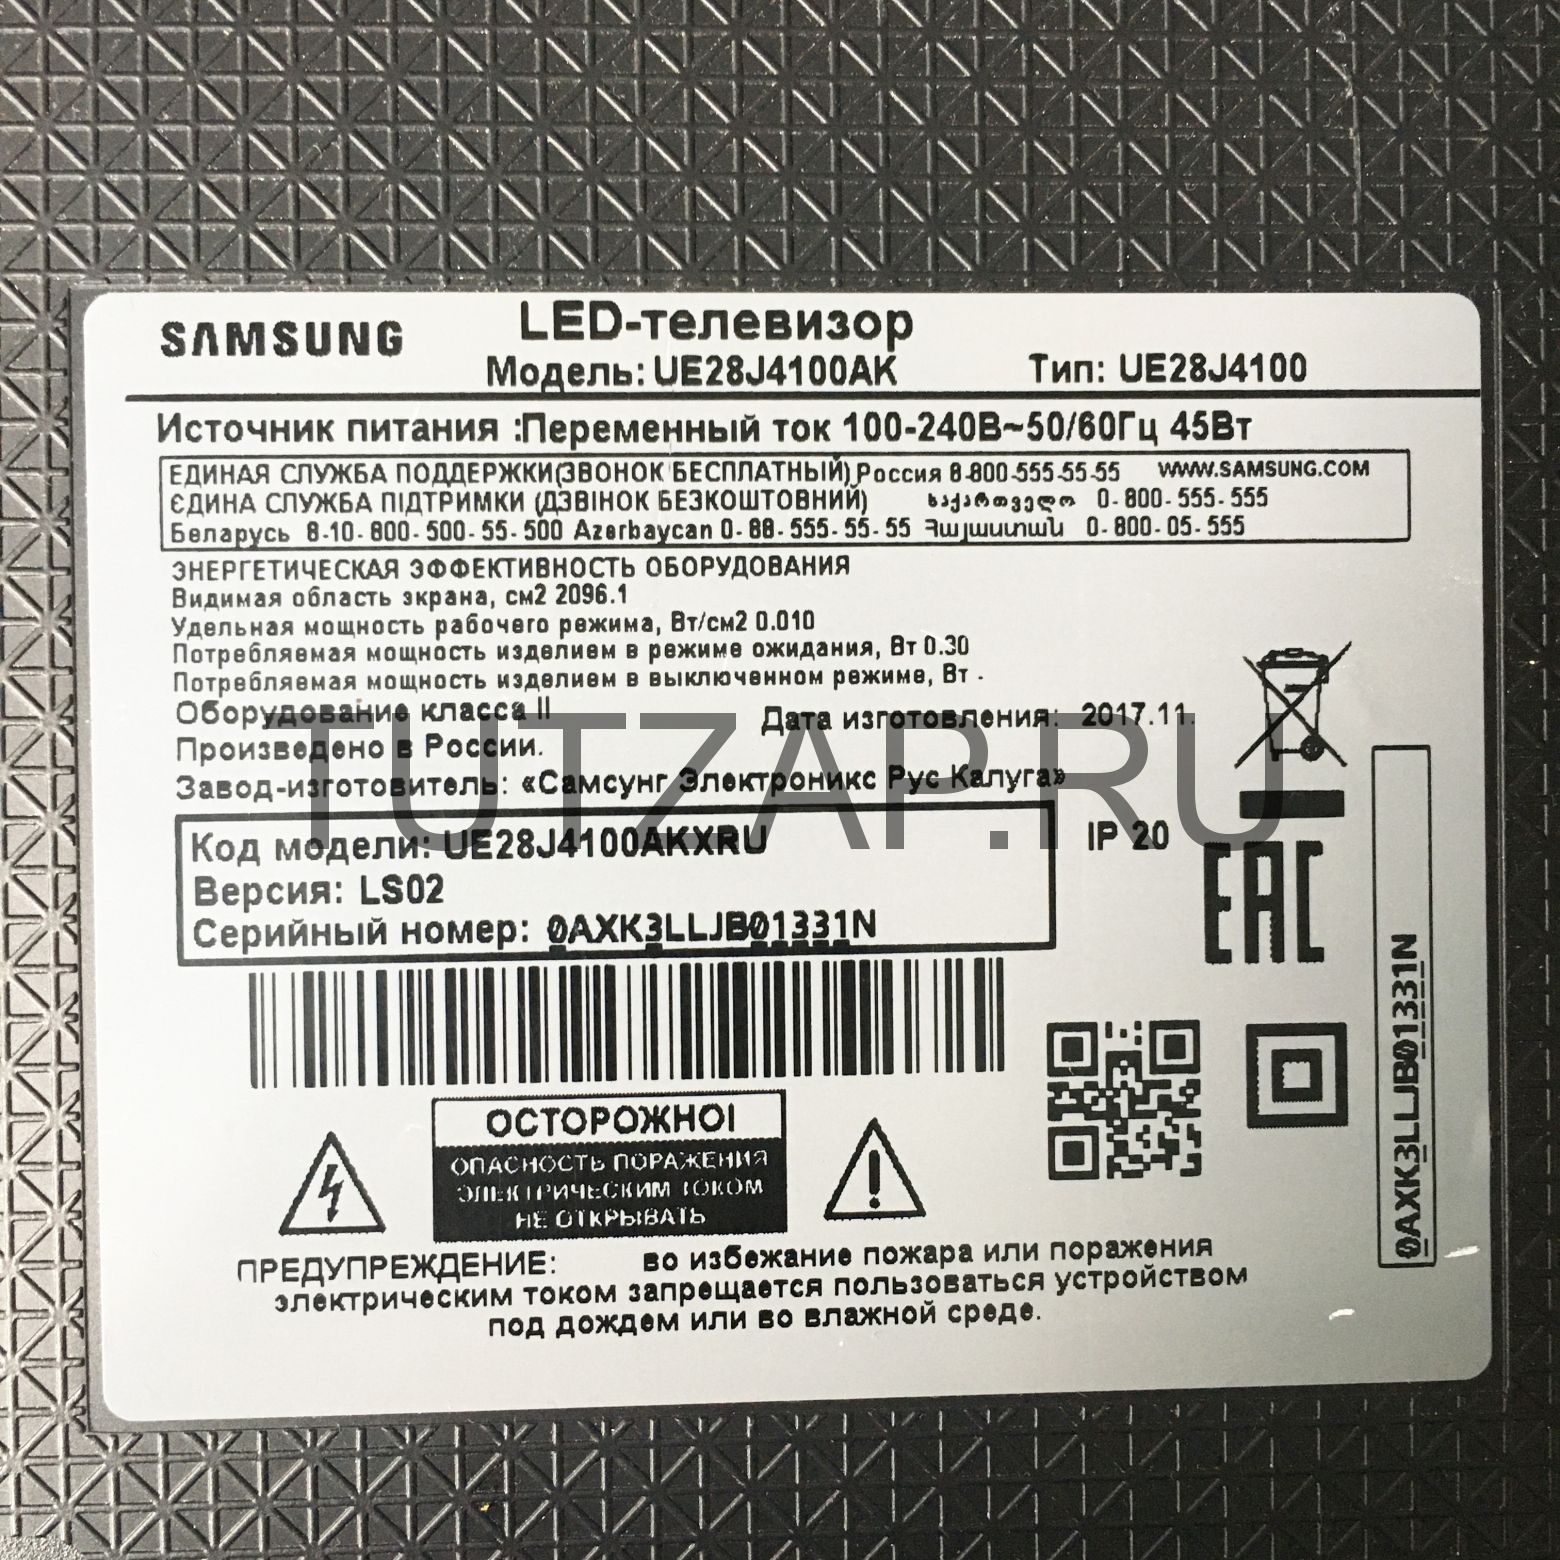 SAMSUNG
LED-телевизор
Модель: UE28J4100AK
Тип: UE28J4100
Источник питания :Переменный ток 100-240В~50/60Гц 45Вт
ЕДИНАЯ СЛУЖБА ПОДДЕРЖКИ(ЗВОНОК БЕСПЛАТНЫЙ) Россия 8-800-555-55-55 WWW.SAMSUNG.COM
ЄДИНА СЛУЖБА ПІДТРИМКИ (ДЗВІНОК БЕЗКОШТОВНИЙ) საქართველო 0-800-555-555
Беларусь 8-10-800-500-55-500 Azerbaycan 0-88-555-55-55 Հայաստան 0-800-05-555
ЭНЕРГЕТИЧЕСКАЯ ЭФФЕКТИВНОСТЬ ОБОРУДОВАНИЯ
Видимая область экрана, см2 2096.1
Удельная мощность рабочего режима, Вт/см2 0.010
Потребляемая мощность изделием в режиме ожидания, Вт 0.30
Потребляемая мощность изделием в выключенном режиме, Вт -
Оборудование класса II
Дата изготовления: 2017.11.
Произведено в России.
Завод-изготовитель: «Самсунг Электроникс Рус Калуга»
TUTZAP.RU
Код модели: UE28J4100AKXRU
IP 20
Версия: LS02
Серийный номер: 0AXK3LLJB01331N
EAC
0AXK3LLJB01331N
ОСТОРОЖНО!
ОПАСНОСТЬ ПОРАЖЕНИЯ
ЭЛЕКТРИЧЕСКИМ ТОКОМ
НЕ ОТКРЫВАТЬ
ПРЕДУПРЕЖДЕНИЕ: во избежание пожара или поражения
электрическим током запрещается пользоваться устройством
под дождем или во влажной среде.